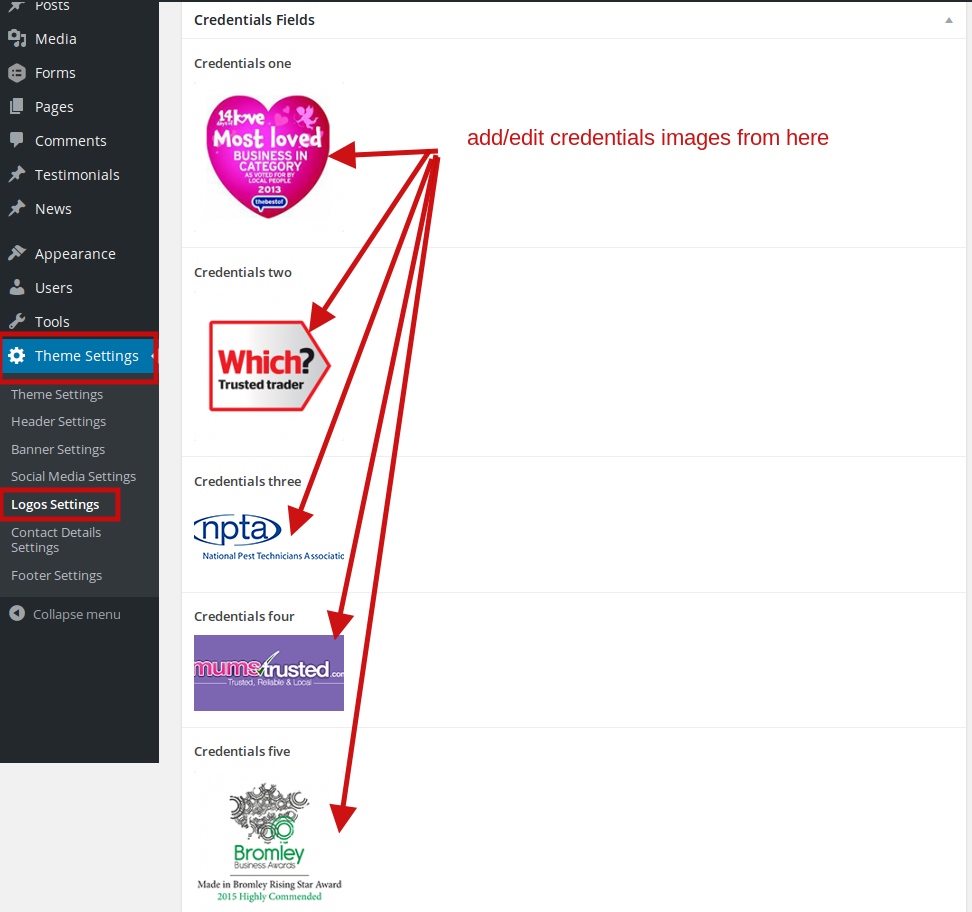 Posts
Media
Forms
Pages
Comments
Testimonials
News
Appearance
Users
Tools
Theme Settings
Theme Settings
Header Settings
Banner Settings
Social Media Settings
Logos Settings
Contact Details
Settings
Footer Settings
Collapse menu
Credentials Fields
Credentials one
14 love
days of
Most loved
BUSINESS IN
CATEGORY
AS VOTED FOR BY
LOCAL PEOPLE
2013
thebestof
add/edit credentials images from here
Credentials two
Which?
Trusted trader
Credentials three
npta
National Pest Technicians Associatic
Credentials four
mumstrusted.com
Trusted, Reliable & Local
Credentials five
Bromley
Business Awards
Made in Bromley Rising Star Award
2015 Highly Commended